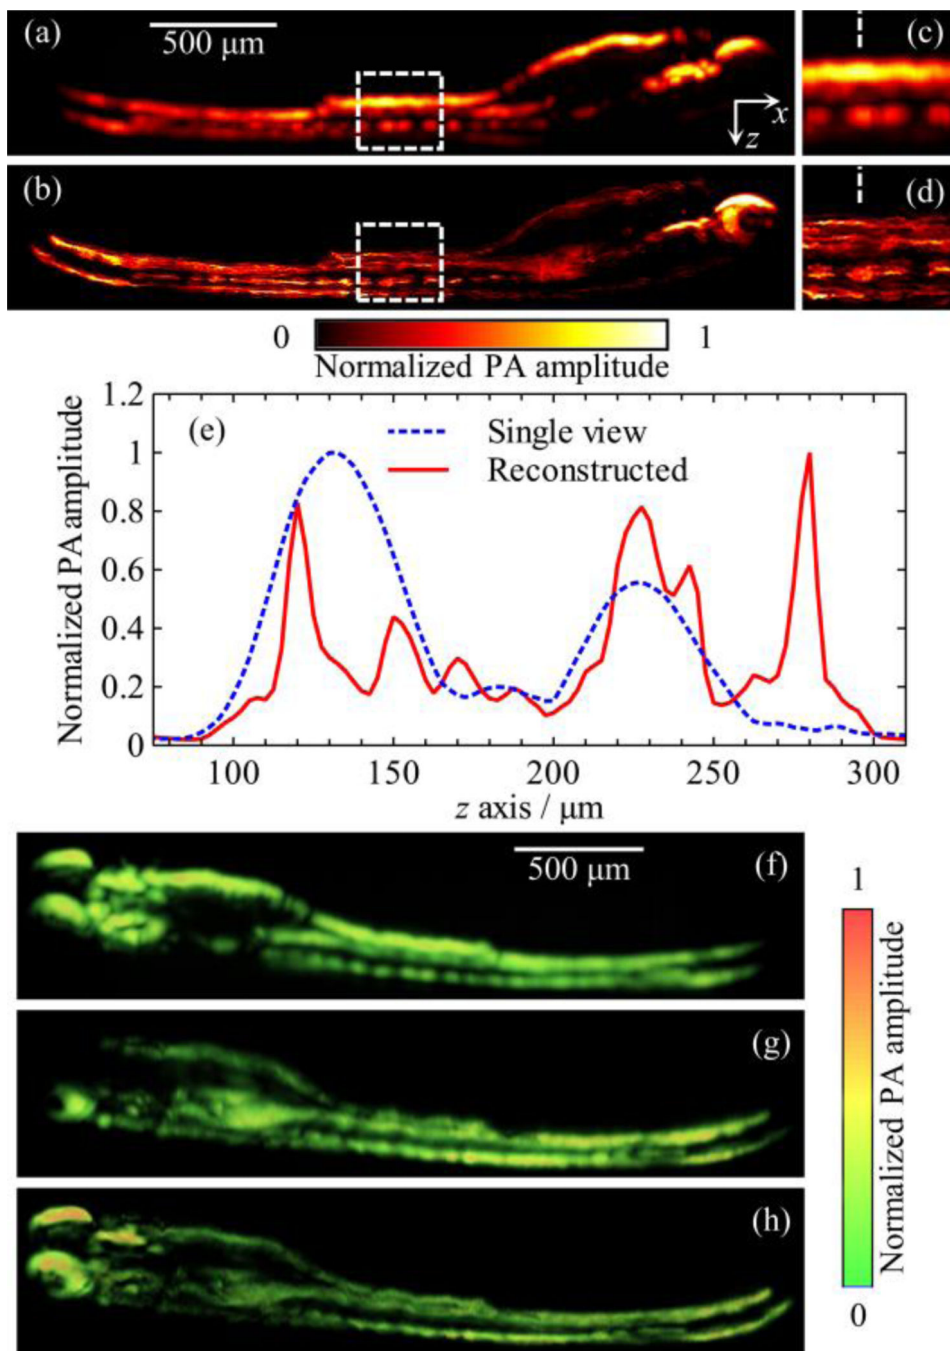 (a)
500 μm
(c)
x
z
(b)
(d)
0
1
Normalized PA amplitude
1.2
1
0.8
0.6
0.4
0.2
0
Normalized PA amplitude
(e)
Single view
Reconstructed
100
150
200
250
300
z axis / μm
500 μm
(f)
(g)
(h)
1
Normalized PA amplitude
0